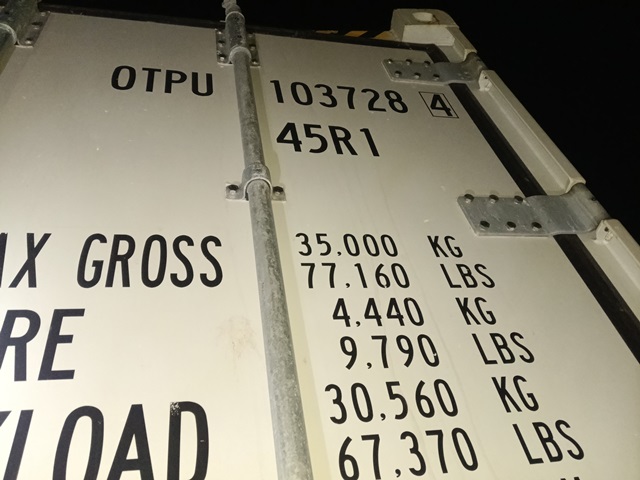 OTPU 103728 4
45R1
AX GROSS 35,000 KG
77,160 LBS
RE 4,440 KG
9,790 LBS
LOAD 30,560 KG
67,370 LBS